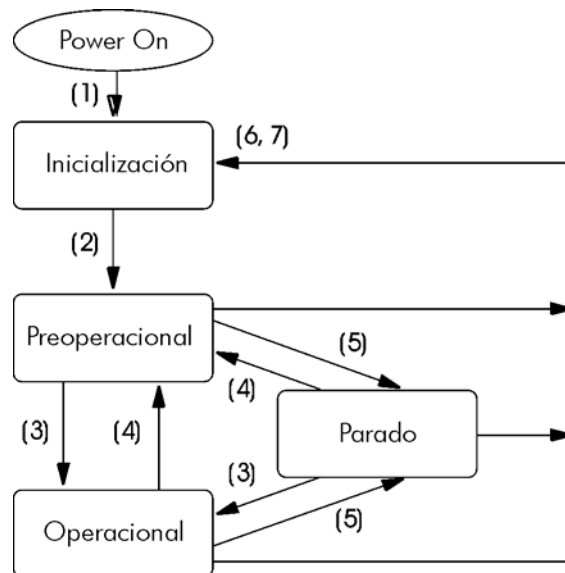 Power On
(1)
Inicialización
(6, 7)
(2)
Preoperacional
(5)
(4)
(3)
(4)
Parado
(3)
Operacional
(5)